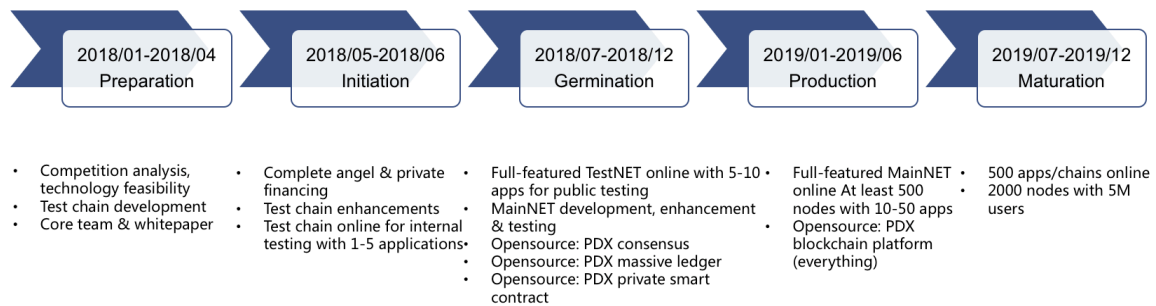 2018/01-2018/04
Preparation
2018/05-2018/06
Initiation
2018/07-2018/12
Germination
2019/01-2019/06
Production
2019/07-2019/12
Maturation
• Competition analysis,
technology feasibility
• Test chain development
• Core team & whitepaper
• Complete angel & private
financing
• Test chain enhancements
• Test chain online for internal
testing with 1-5 applications
• Full-featured TestNET online with 5-10
apps for public testing
• MainNET development, enhancement
& testing
• Opensource: PDX consensus
• Opensource: PDX massive ledger
• Opensource: PDX private smart
contract
• Full-featured MainNET
online At least 500
nodes with 10-50 apps
• Opensource: PDX
blockchain platform
(everything)
• 500 apps/chains online
• 2000 nodes with 5M
users